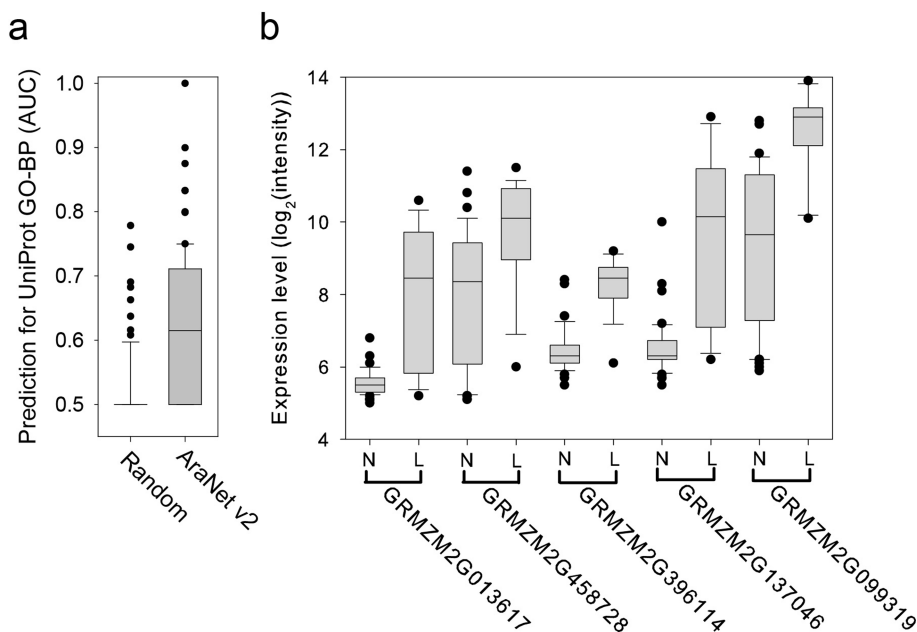 a
b
Prediction for UniProt GO-BP (AUC)
1.0
0.9
0.8
0.7
0.6
0.5
Random
AraNet v2
Expression level (log2(intensity))
14
12
10
8
6
4
N L N L N L N L N L
GRMZM2G013617
GRMZM2G458728
GRMZM2G396114
GRMZM2G137046
GRMZM2G099319